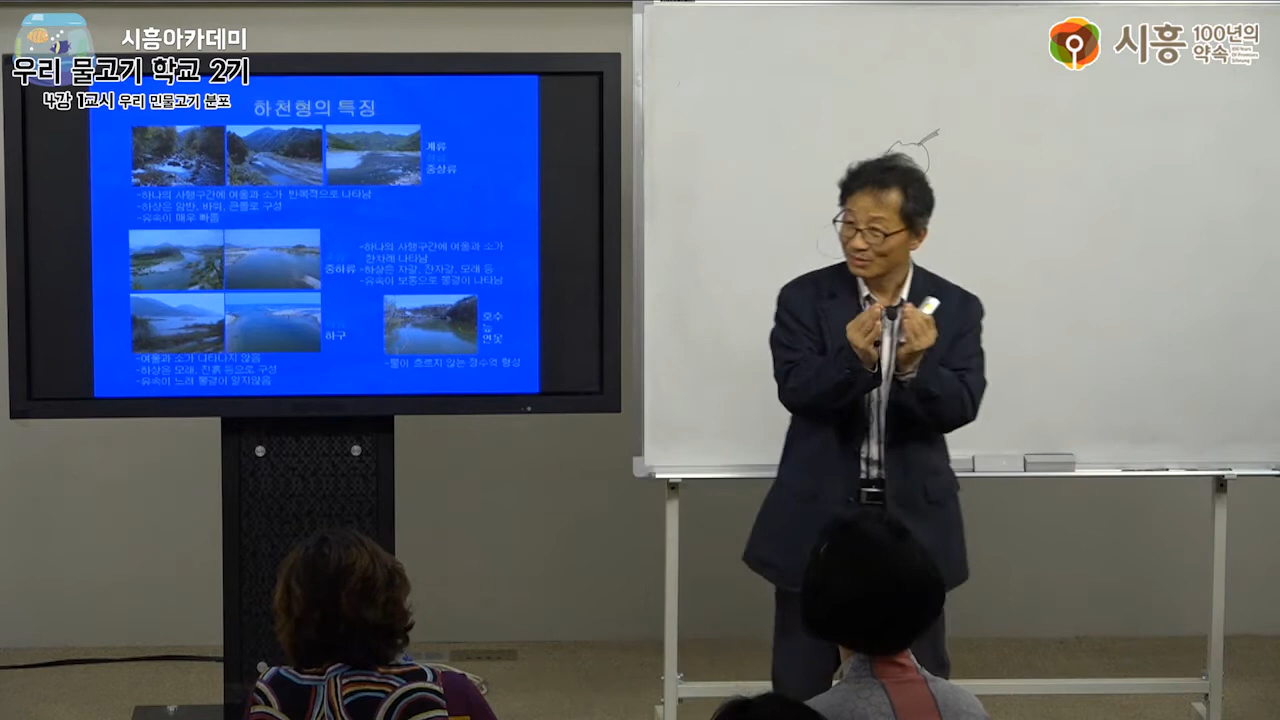 시흥아카데미
우리 물고기 학교 2기
4강 1교시 우리 민물고기 분포
시흥 100년의 약속
하천형의 특징
계류
중상류
-하나의 사행구간에 여울과 소가 반복적으로 나타남
-하상은 암반, 바위, 큰돌로 구성
-유속이 매우 빠름
중하류
-하나의 사행구간에 여울과 소가
한차례 나타남
-하상은 자갈, 잔자갈, 모래 등
-유속이 보통으로 물결이 나타남
하구
-여울과 소가 나타나지 않음
-하상은 모래, 진흙 등으로 구성
-유속이 느려 물결이 일지않음
호수
늪
연못
-물이 흐르지 않는 정수역 형성